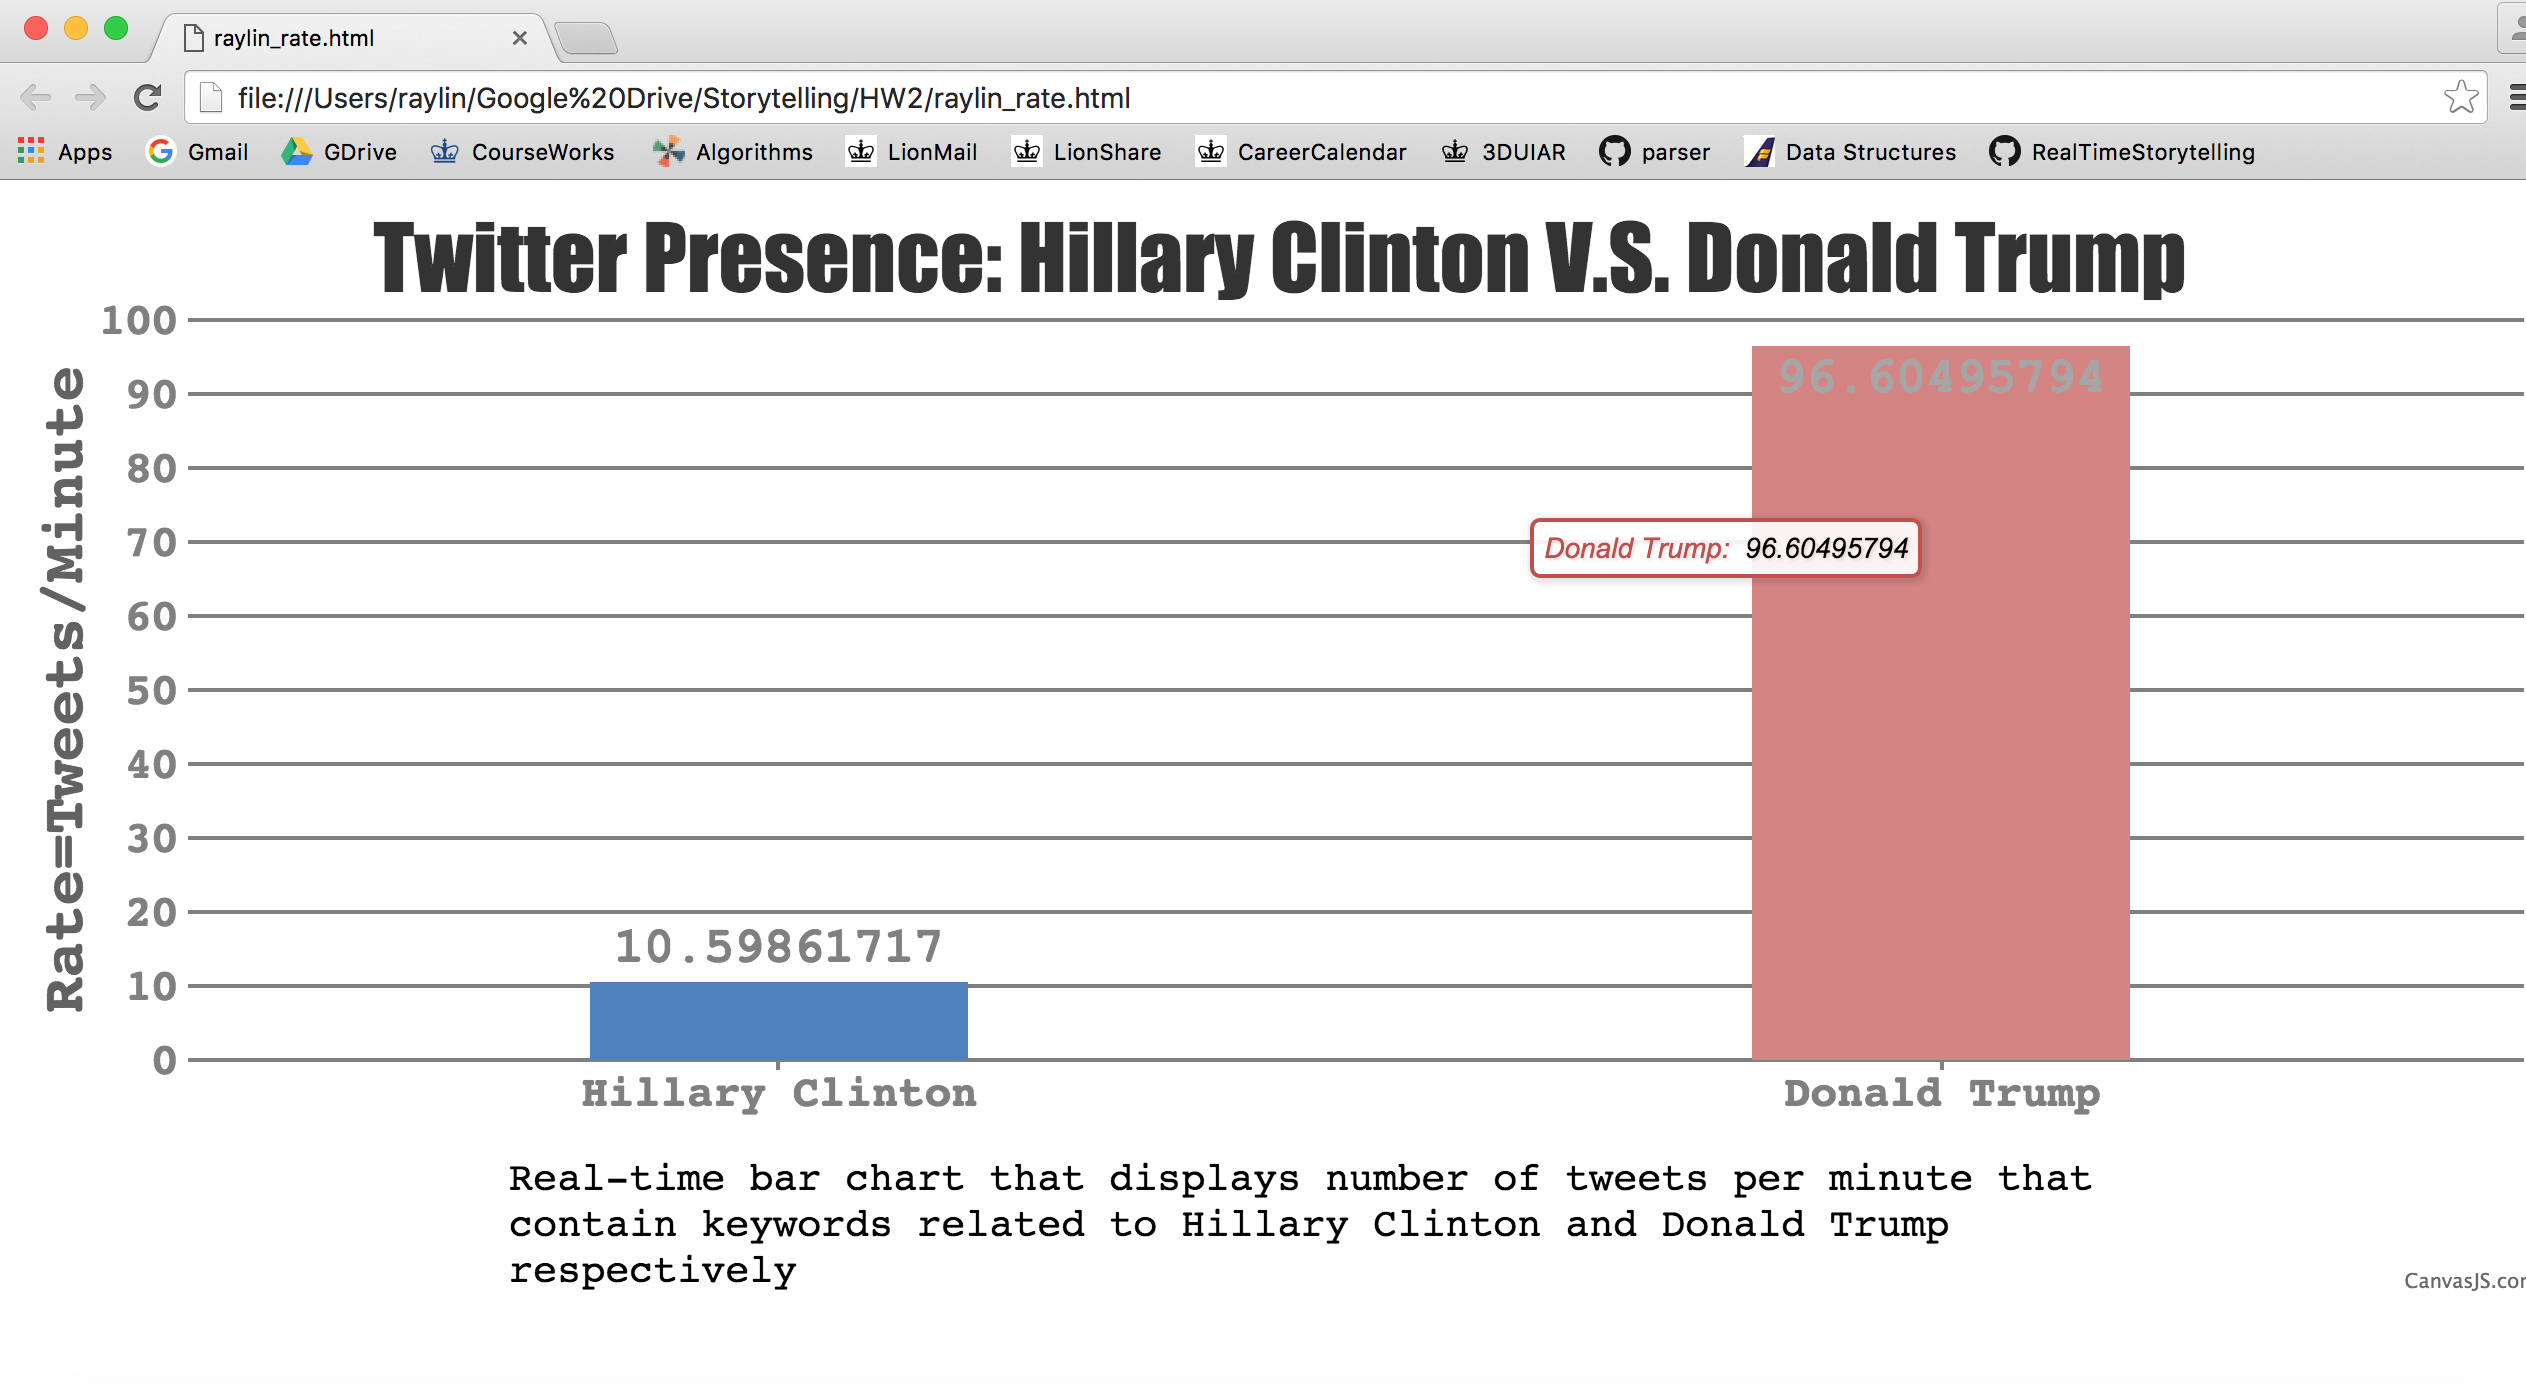 raylin_rate.html
file:///Users/raylin/Google%20Drive/Storytelling/HW2/raylin_rate.html
Apps Gmail GDrive CourseWorks Algorithms LionMail LionShare CareerCalendar 3DUIAR parser Data Structures RealTimeStorytelling
Twitter Presence: Hillary Clinton V.S. Donald Trump
Rate=Tweets/Minute
100
90
80
70
60
50
40
30
20
10
0
96.60495794
Donald Trump: 96.60495794
10.59861717
Hillary Clinton
Donald Trump
Real-time bar chart that displays number of tweets per minute that
contain keywords related to Hillary Clinton and Donald Trump
respectively
CanvasJS.com